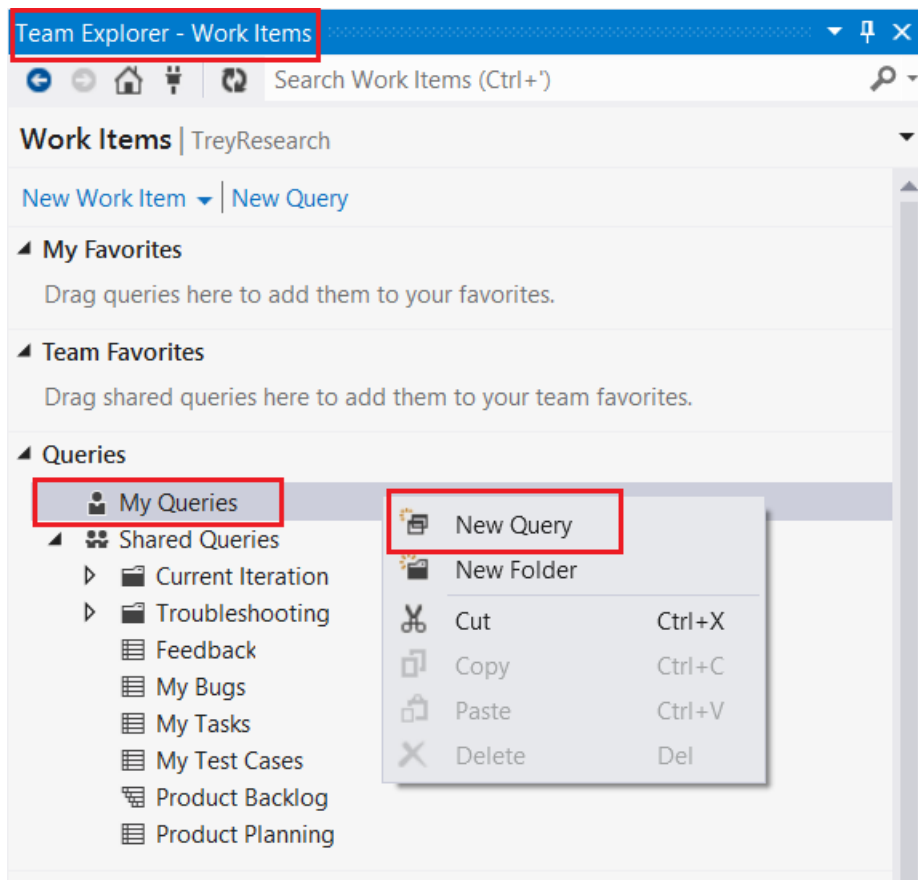 Team Explorer - Work Items
Search Work Items (Ctrl+')
Work Items | TreyResearch
New Work Item New Query
My Favorites
Drag queries here to add them to your favorites.
Team Favorites
Drag shared queries here to add them to your team favorites.
Queries
My Queries
Shared Queries
Current Iteration
Troubleshooting
Feedback
My Bugs
My Tasks
My Test Cases
Product Backlog
Product Planning
New Query
New Folder
Cut Ctrl+X
Copy Ctrl+C
Paste Ctrl+V
Delete Del